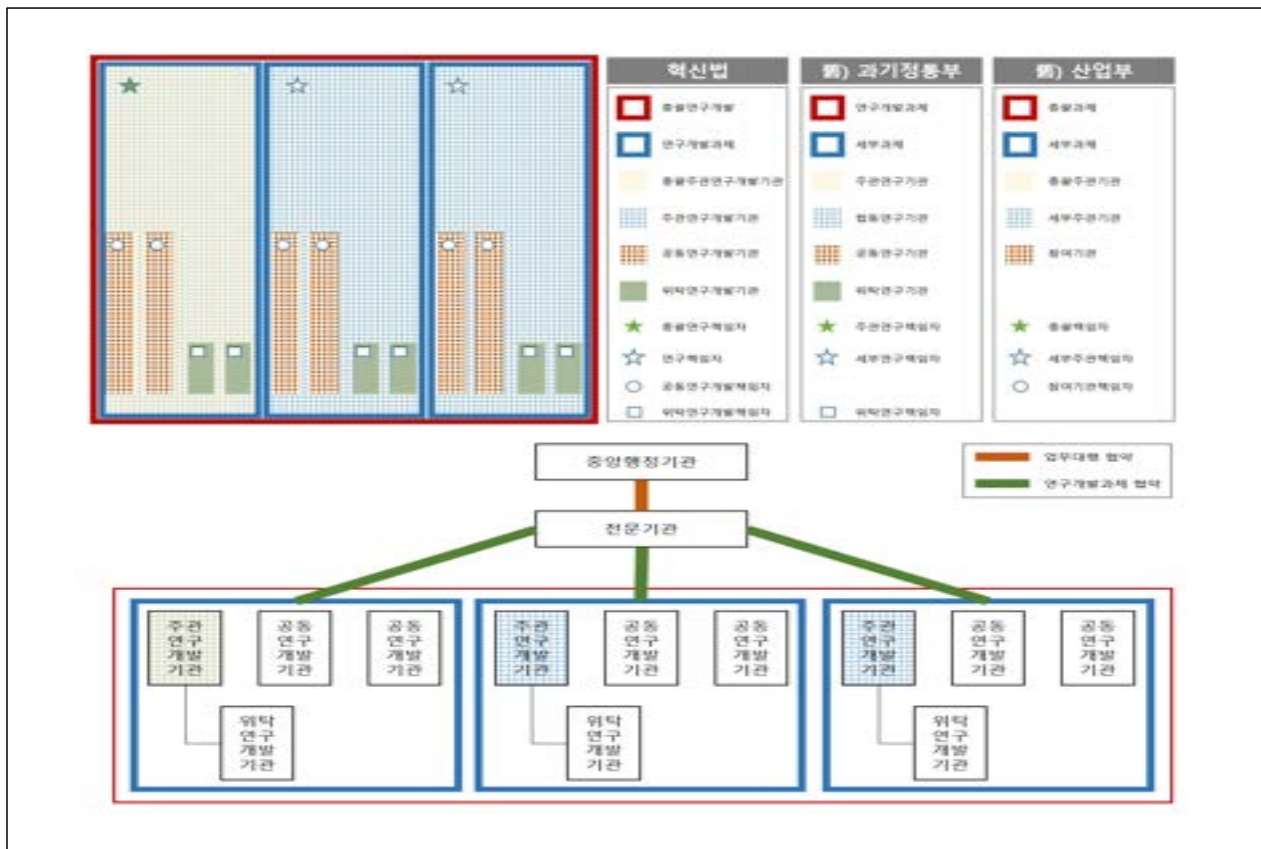 혁신법
총괄연구개발
연구개발과제
총괄주관연구개발기관
주관연구개발기관
공동연구개발기관
위탁연구개발기관
총괄연구책임자
연구책임자
공동연구개발책임자
위탁연구개발책임자
舊) 과기정통부
연구개발과제
세부과제
주관연구기관
협동연구기관
공동연구기관
위탁연구기관
주관연구책임자
세부연구책임자
위탁연구책임자
舊) 산업부
총괄과제
세부과제
총괄주관기관
세부주관기관
참여기관
총괄책임자
세부주관책임자
참여기관책임자
중앙행정기관
업무대행 협약
연구개발과제 협약
전문기관
주관
연구
개발
기관
공동
연구
개발
기관
공동
연구
개발
기관
위탁
연구
개발
기관
주관
연구
개발
기관
공동
연구
개발
기관
공동
연구
개발
기관
위탁
연구
개발
기관
주관
연구
개발
기관
공동
연구
개발
기관
공동
연구
개발
기관
위탁
연구
개발
기관